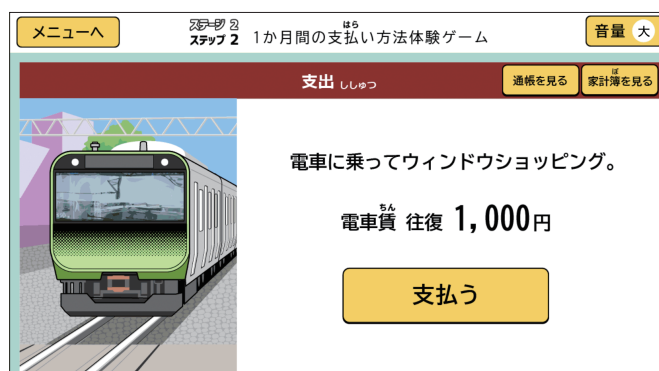 メニューへ
ステージ 2
ステップ 2
1か月間の支払い方法体験ゲーム
はら
音量 大
支出 ししゅつ
通帳を見る
家計簿を見る
ぼ
電車に乗ってウィンドウショッピング。
電車賃 往復 1,000円
ちん
支払う